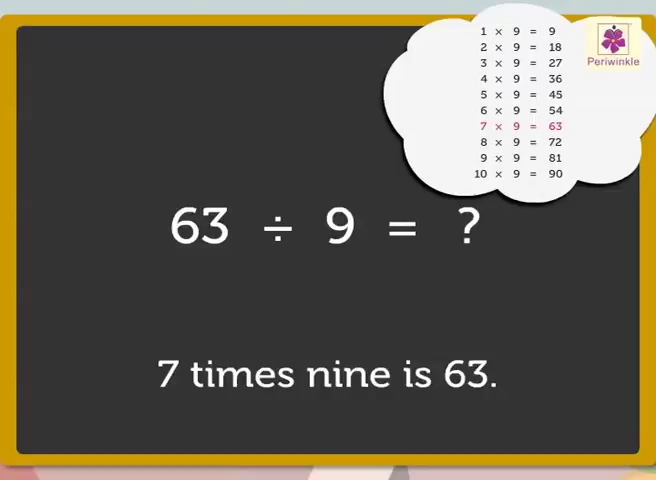 1 × 9 = 9
2 × 9 = 18
3 × 9 = 27
4 × 9 = 36
5 × 9 = 45
6 × 9 = 54
7 × 9 = 63
8 × 9 = 72
9 × 9 = 81
10 × 9 = 90
Periwinkle
63 ÷ 9 = ?
7 times nine is 63.